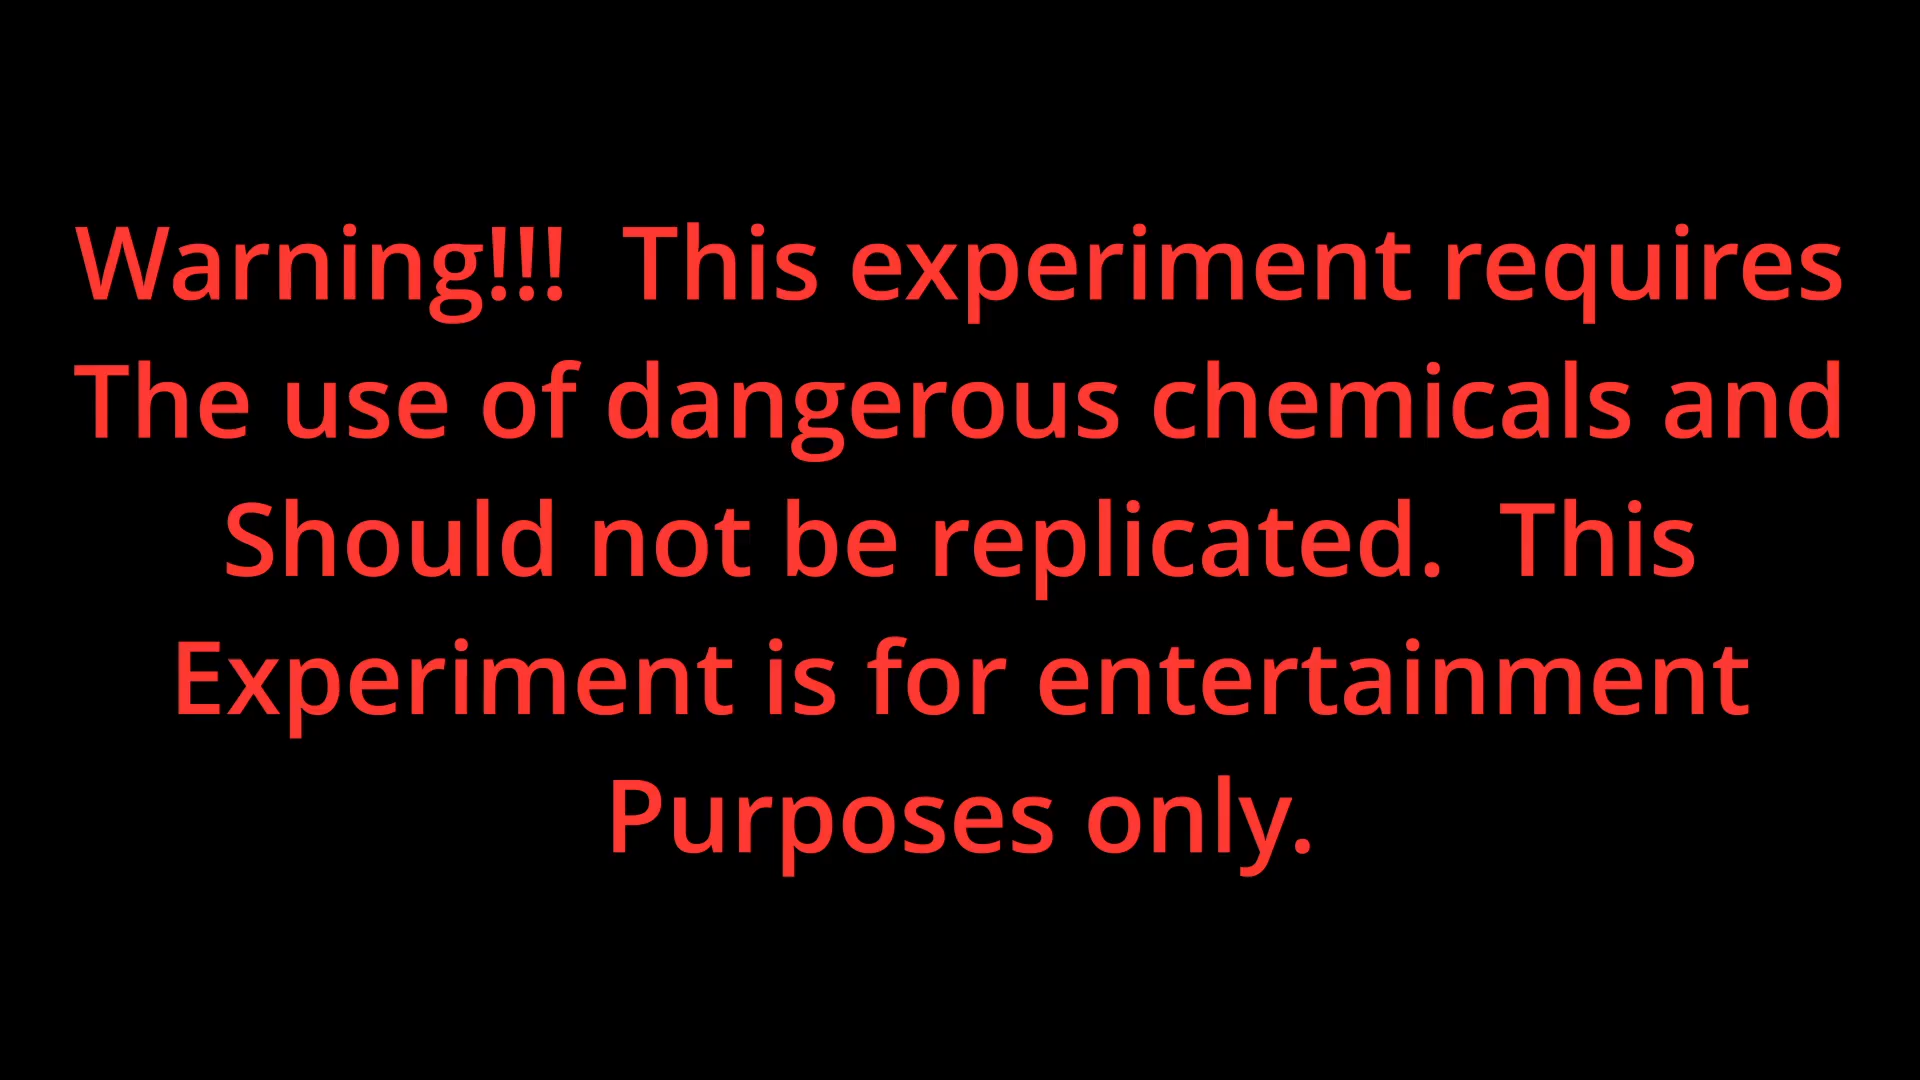 Warning!!!  This experiment requires
The use of dangerous chemicals and
Should not be replicated.  This
Experiment is for entertainment
Purposes only.